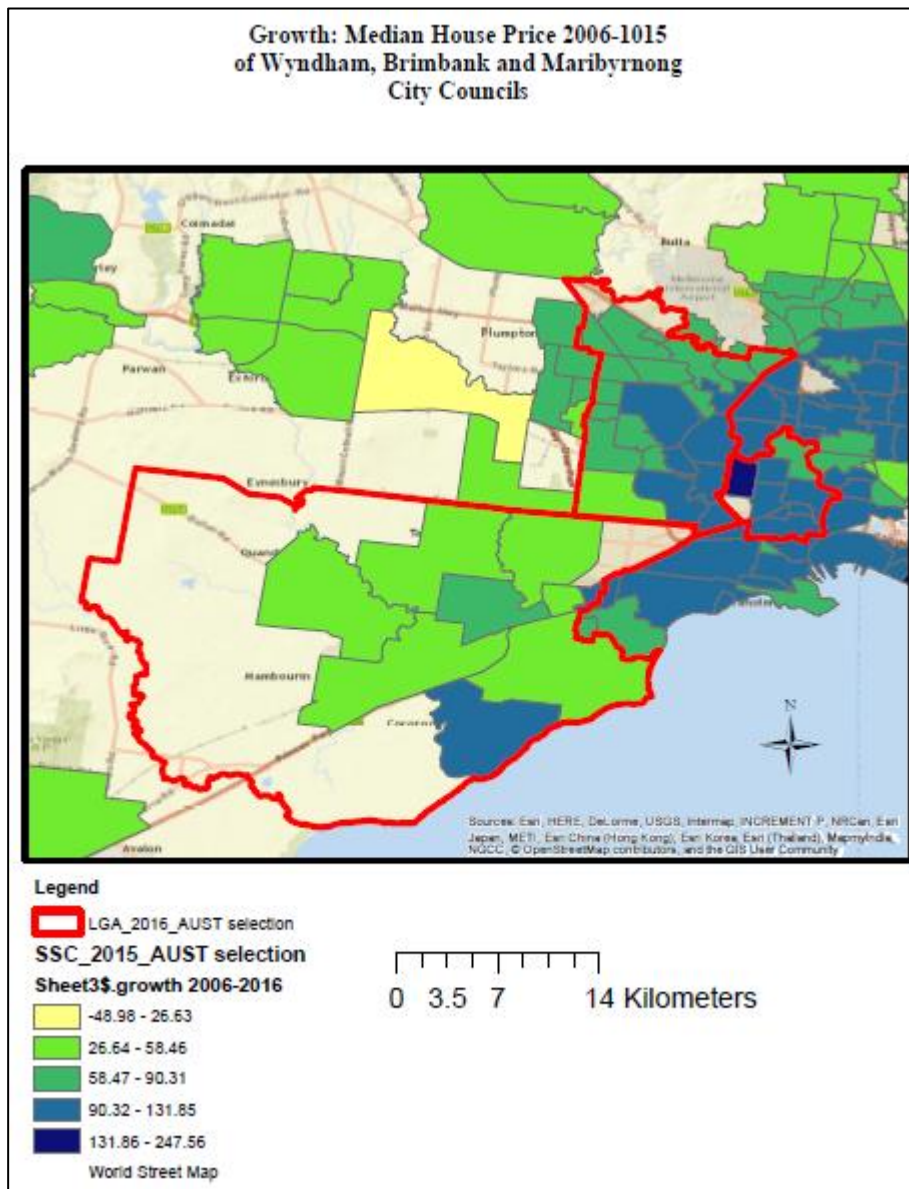 Growth: Median House Price 2006-1015
of Wyndham, Brimbank and Maribyrnong
City Councils
Coimadai
Bulla
Plumpton
Parwan
Eynesbury
Mambourin
Avalon
N
Sources: Esri, HERE, DeLorme, USGS, Intermap, INCREMENT P, NRCan, Esri
Japan, METI, Esri China (Hong Kong), Esri Korea, Esri (Thailand), MapmyIndia,
NGCC, © OpenStreetMap contributors, and the GIS User Community
Legend
LGA_2016_AUST selection
SSC_2015_AUST selection
Sheet3$.growth 2006-2016
-48.98 - 26.63
26.64 - 58.46
58.47 - 90.31
90.32 - 131.85
131.86 - 247.56
World Street Map
0 3.5 7 14 Kilometers